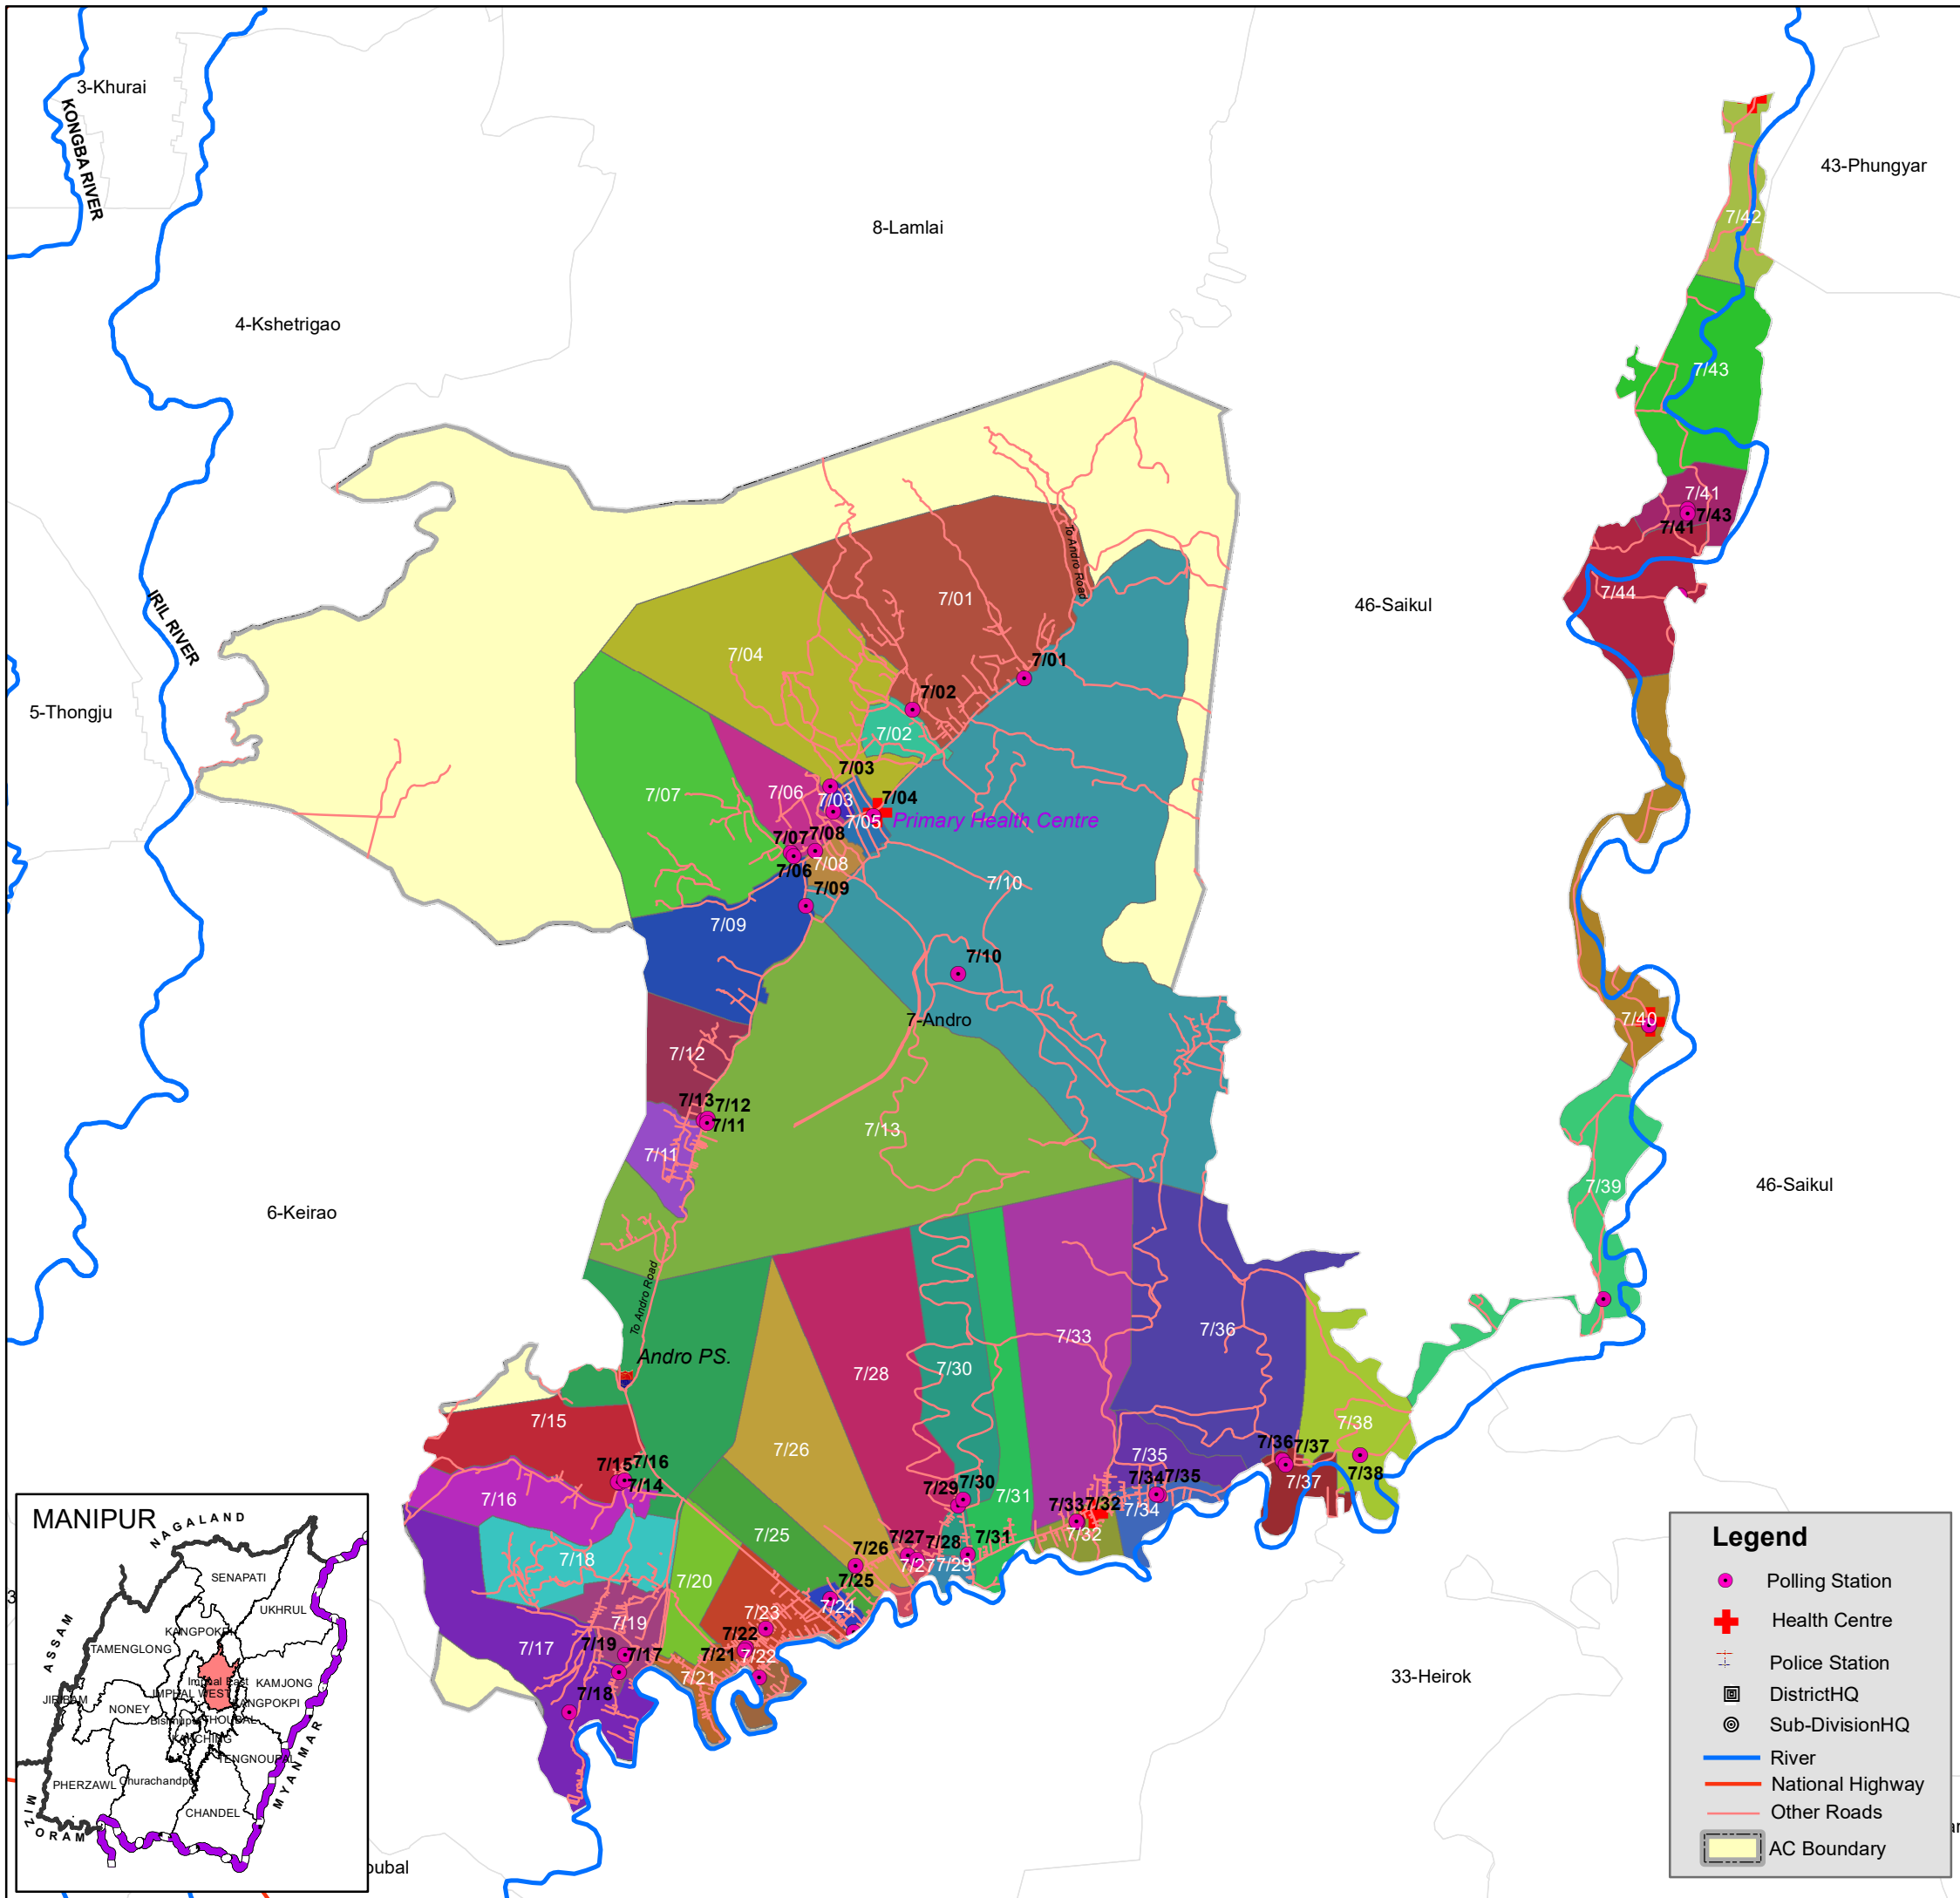 3-Khurai
KONGBA RIVER
43-Phungyar
8-Lamlai
7/42
4-Kshetrigao
7/43
7/41
7/43
7/41
To Andro Road
7/44
7/01
46-Saikul
IRIL RIVER
7/04
7/01
7/02
5-Thongju
7/02
7/03
7/07
7/06
7/03
7/04
7/05
Primary Health Centre
7/07
7/08
7/08
7/06
7/10
7/09
7/09
7/10
7-Andro
7/40
7/12
7/13
7/12
7/11
7/13
7/11
46-Saikul
7/39
6-Keirao
To Andro Road
7/36
7/33
Andro PS.
7/30
7/28
7/15
7/38
7/26
7/36
7/37
7/35
7/15
7/16
7/38
7/34
7/35
7/14
7/37
7/30
7/29
7/16
7/31
7/33
7/32
7/34
7/25
7/32
7/27
7/28
7/31
7/26
7/18
7/27
7/29
7/20
7/25
7/24
7/23
7/19
7/22
7/19
7/17
7/17
7/21
7/22
7/21
33-Heirok
7/18
oubal
3
MANIPUR
NAGALAND
SENAPATI
UKHRUL
ASSAM
KANGPOKPI
TAMENGLONG
Imphal East
KAMJONG
IMPHAL WEST
JIRIBAM
KANGPOKPI
NONEY
Bishnupur
THOUBAL
KAKCHING
TENGNOUPAL
MYANMAR
PHERZAWL
Churachandpu
CHANDEL
MIZORAM
Legend
Polling Station
Health Centre
Police Station
DistrictHQ
Sub-DivisionHQ
River
National Highway
Other Roads
AC Boundary